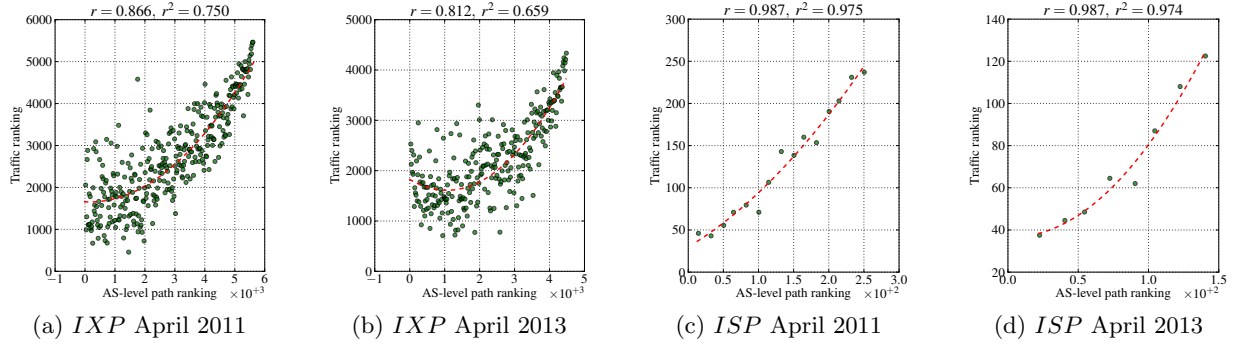 r = 0.866, r² = 0.750
6000
5000
4000
3000
2000
1000
0
Traffic ranking
−1 0 1 2 3 4 5 6
AS-level path ranking ×10⁺³
(a) IXP April 2011
r = 0.812, r² = 0.659
5000
4000
3000
2000
1000
0
Traffic ranking
−1 0 1 2 3 4 5
AS-level path ranking ×10⁺³
(b) IXP April 2013
r = 0.987, r² = 0.975
300
250
200
150
100
50
0
Traffic ranking
0.0 0.5 1.0 1.5 2.0 2.5 3.0
AS-level path ranking ×10⁺²
(c) ISP April 2011
r = 0.987, r² = 0.974
140
120
100
80
60
40
20
Traffic ranking
0.0 0.5 1.0 1.5
AS-level path ranking ×10⁺²
(d) ISP April 2013